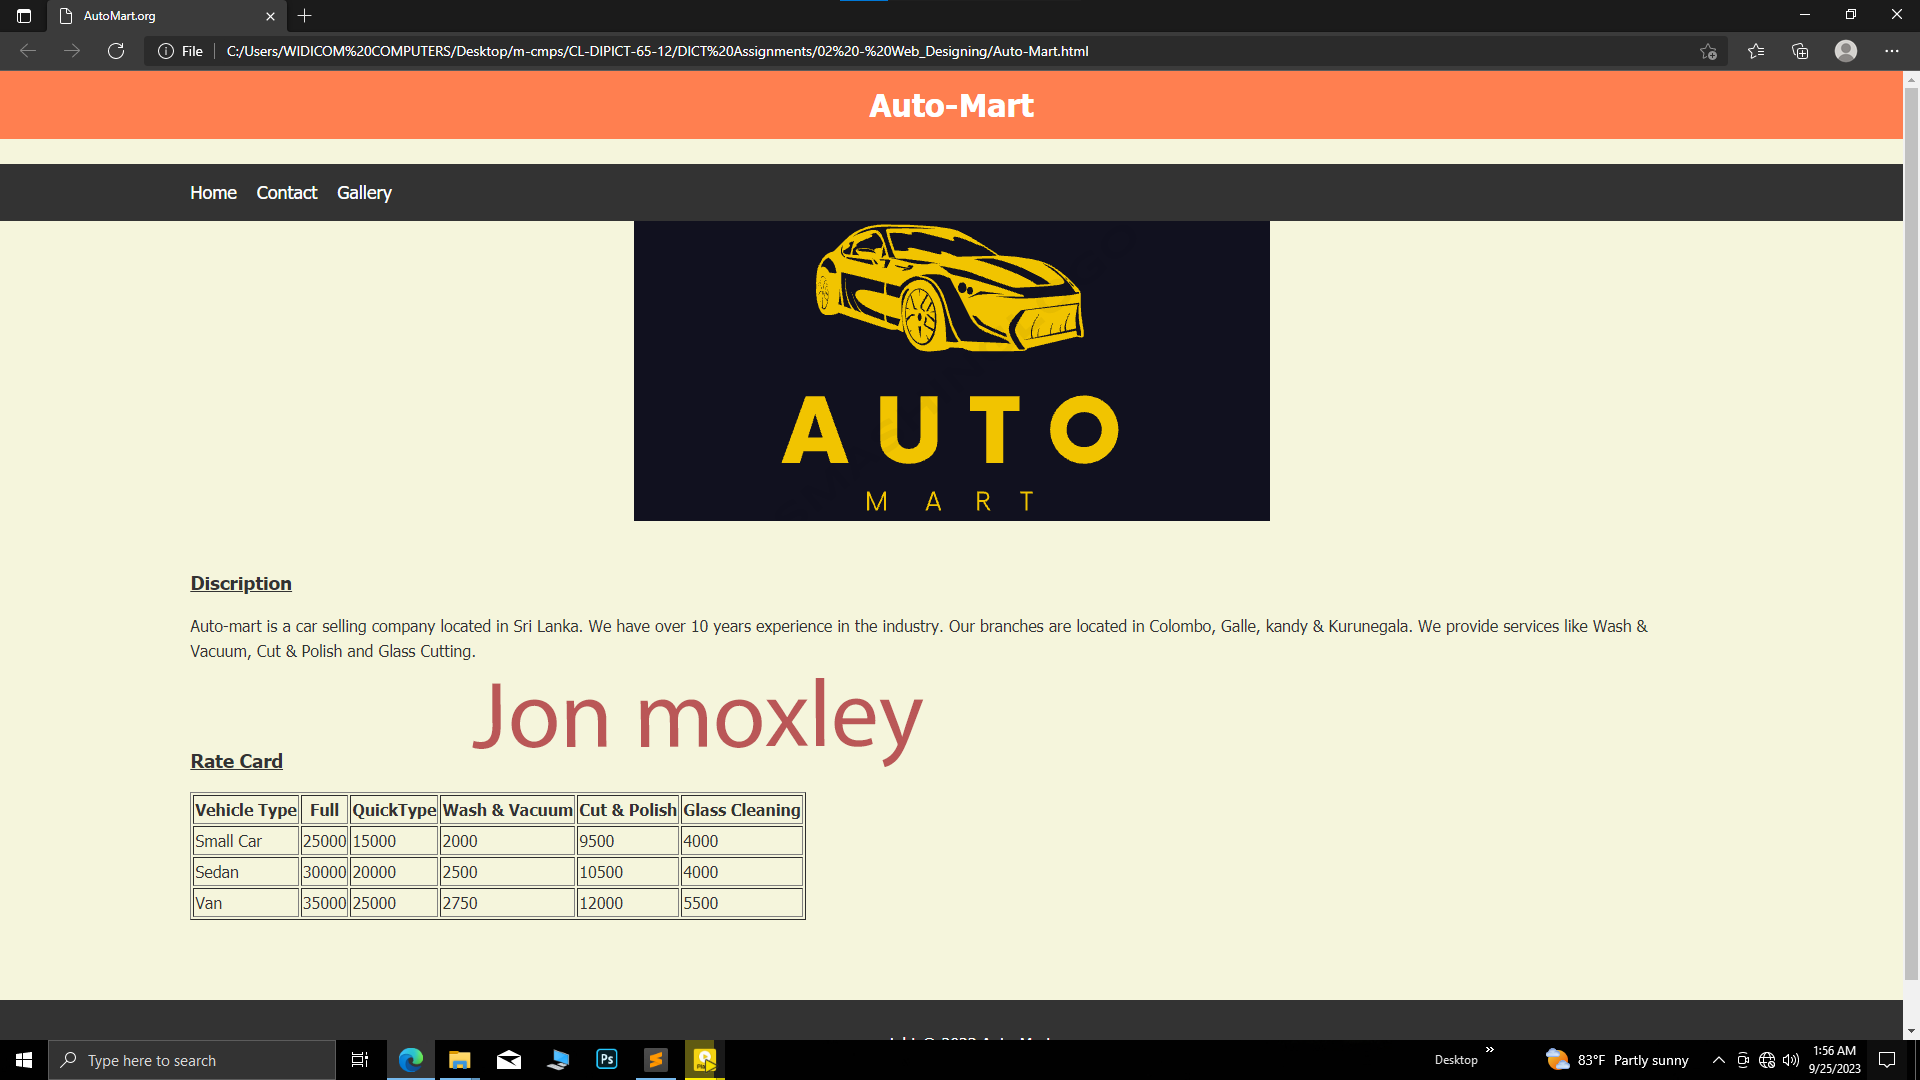 AutoMart.org
File C:/Users/WIDICOM%20COMPUTERS/Desktop/m-cmps/CL-DIPICT-65-12/DICT%20Assignments/02%20-%20Web_Designing/Auto-Mart.html
Auto-Mart
Home Contact Gallery
AUTO
MART
Discription
Auto-mart is a car selling company located in Sri Lanka. We have over 10 years experience in the industry. Our branches are located in Colombo, Galle, kandy & Kurunegala. We provide services like Wash &
Vacuum, Cut & Polish and Glass Cutting.
Jon moxley
Rate Card
Vehicle Type Full QuickType Wash & Vacuum Cut & Polish Glass Cleaning
Small Car 25000 15000 2000 9500 4000
Sedan 30000 20000 2500 10500 4000
Van 35000 25000 2750 12000 5500
Type here to search
Ps
Desktop
83°F Partly sunny
1:56 AM
9/25/2023